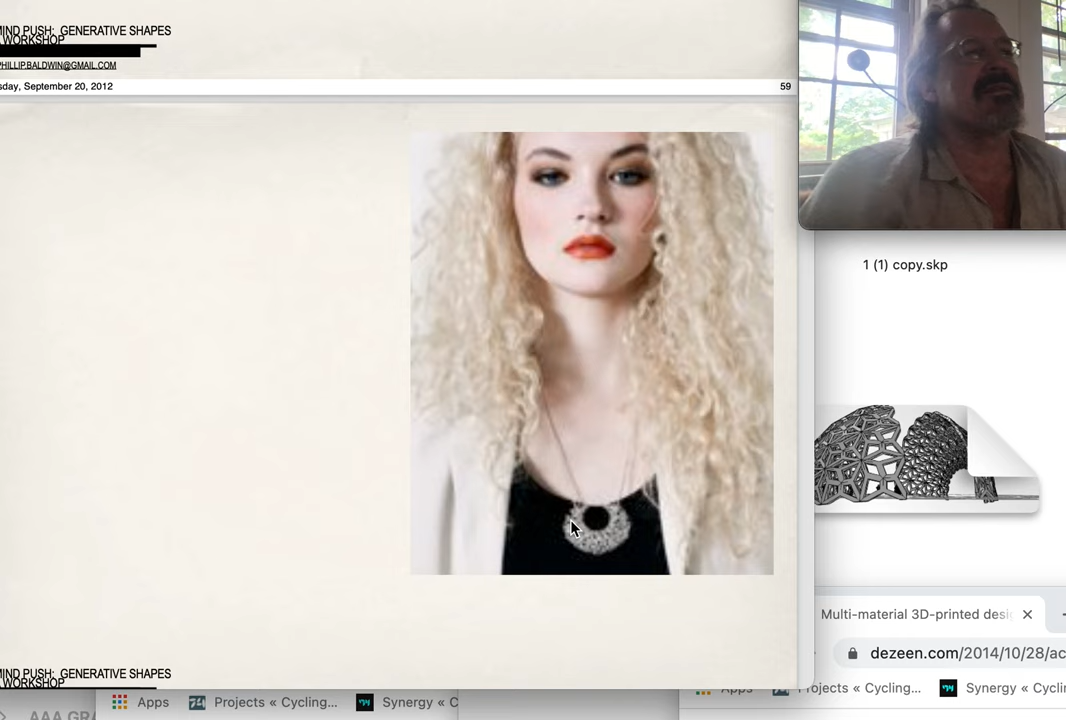 MIND PUSH: GENERATIVE SHAPES
WORKSHOP
PHILLIP.BALDWIN@GMAIL.COM
sday, September 20, 2012
59
1 (1) copy.skp
Multi-material 3D-printed desi
dezeen.com/2014/10/28/ac
Apps
Projects « Cycling...
Synergy « Cycli
MIND PUSH: GENERATIVE SHAPES
WORKSHOP
Apps
Projects « Cycling...
Synergy « C
AAA GRA